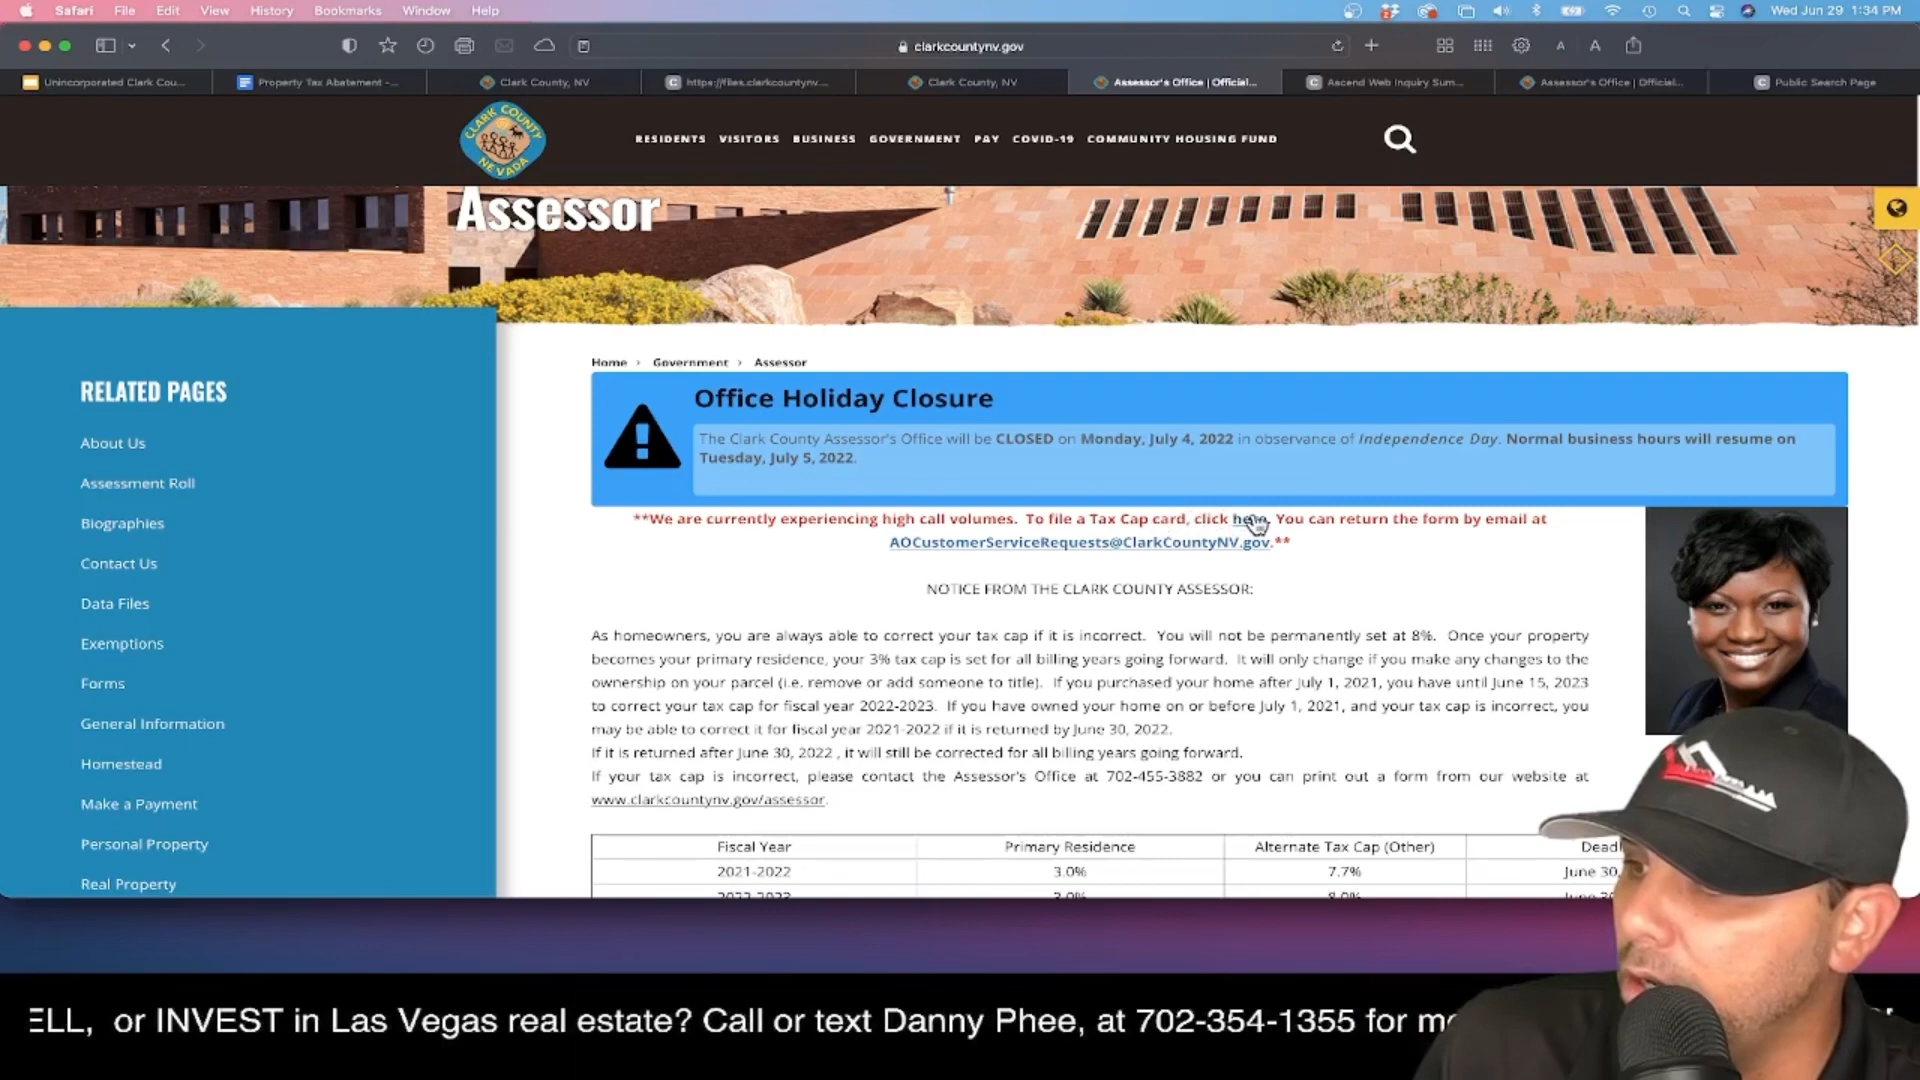 Safari File Edit View History Bookmarks Window Help Wed Jun 29 1:34 PM
clarkcountynv.gov
Unincorporated Clark Cou... Property Tax Abatement -... Clark County, NV https://files.clarkcountynv.... Clark County, NV Assessor's Office | Official... Ascend Web Inquiry Sum... Assessor's Office | Official... Public Search Page
CLARK COUNTY
NEVADA
RESIDENTS VISITORS BUSINESS GOVERNMENT PAY COVID-19 COMMUNITY HOUSING FUND
Assessor
Home › Government › Assessor
RELATED PAGES
About Us
Assessment Roll
Biographies
Contact Us
Data Files
Exemptions
Forms
General Information
Homestead
Make a Payment
Personal Property
Real Property
Office Holiday Closure
The Clark County Assessor's Office will be CLOSED on Monday, July 4, 2022 in observance of Independence Day. Normal business hours will resume on
Tuesday, July 5, 2022.
**We are currently experiencing high call volumes. To file a Tax Cap card, click here. You can return the form by email at
AOCustomerServiceRequests@ClarkCountyNV.gov.**
NOTICE FROM THE CLARK COUNTY ASSESSOR:
As homeowners, you are always able to correct your tax cap if it is incorrect. You will not be permanently set at 8%. Once your property
becomes your primary residence, your 3% tax cap is set for all billing years going forward. It will only change if you make any changes to the
ownership on your parcel (i.e. remove or add someone to title). If you purchased your home after July 1, 2021, you have until June 15, 2023
to correct your tax cap for fiscal year 2022-2023. If you have owned your home on or before July 1, 2021, and your tax cap is incorrect, you
may be able to correct it for fiscal year 2021-2022 if it is returned by June 30, 2022.
If it is returned after June 30, 2022 , it will still be corrected for all billing years going forward.
If your tax cap is incorrect, please contact the Assessor's Office at 702-455-3882 or you can print out a form from our website at
www.clarkcountynv.gov/assessor.
Fiscal Year Primary Residence Alternate Tax Cap (Other) Deadl
2021-2022 3.0% 7.7% June 30,
2022-2023 3.0% 8.0% June 30
ELL, or INVEST in Las Vegas real estate? Call or text Danny Phee, at 702-354-1355 for mo